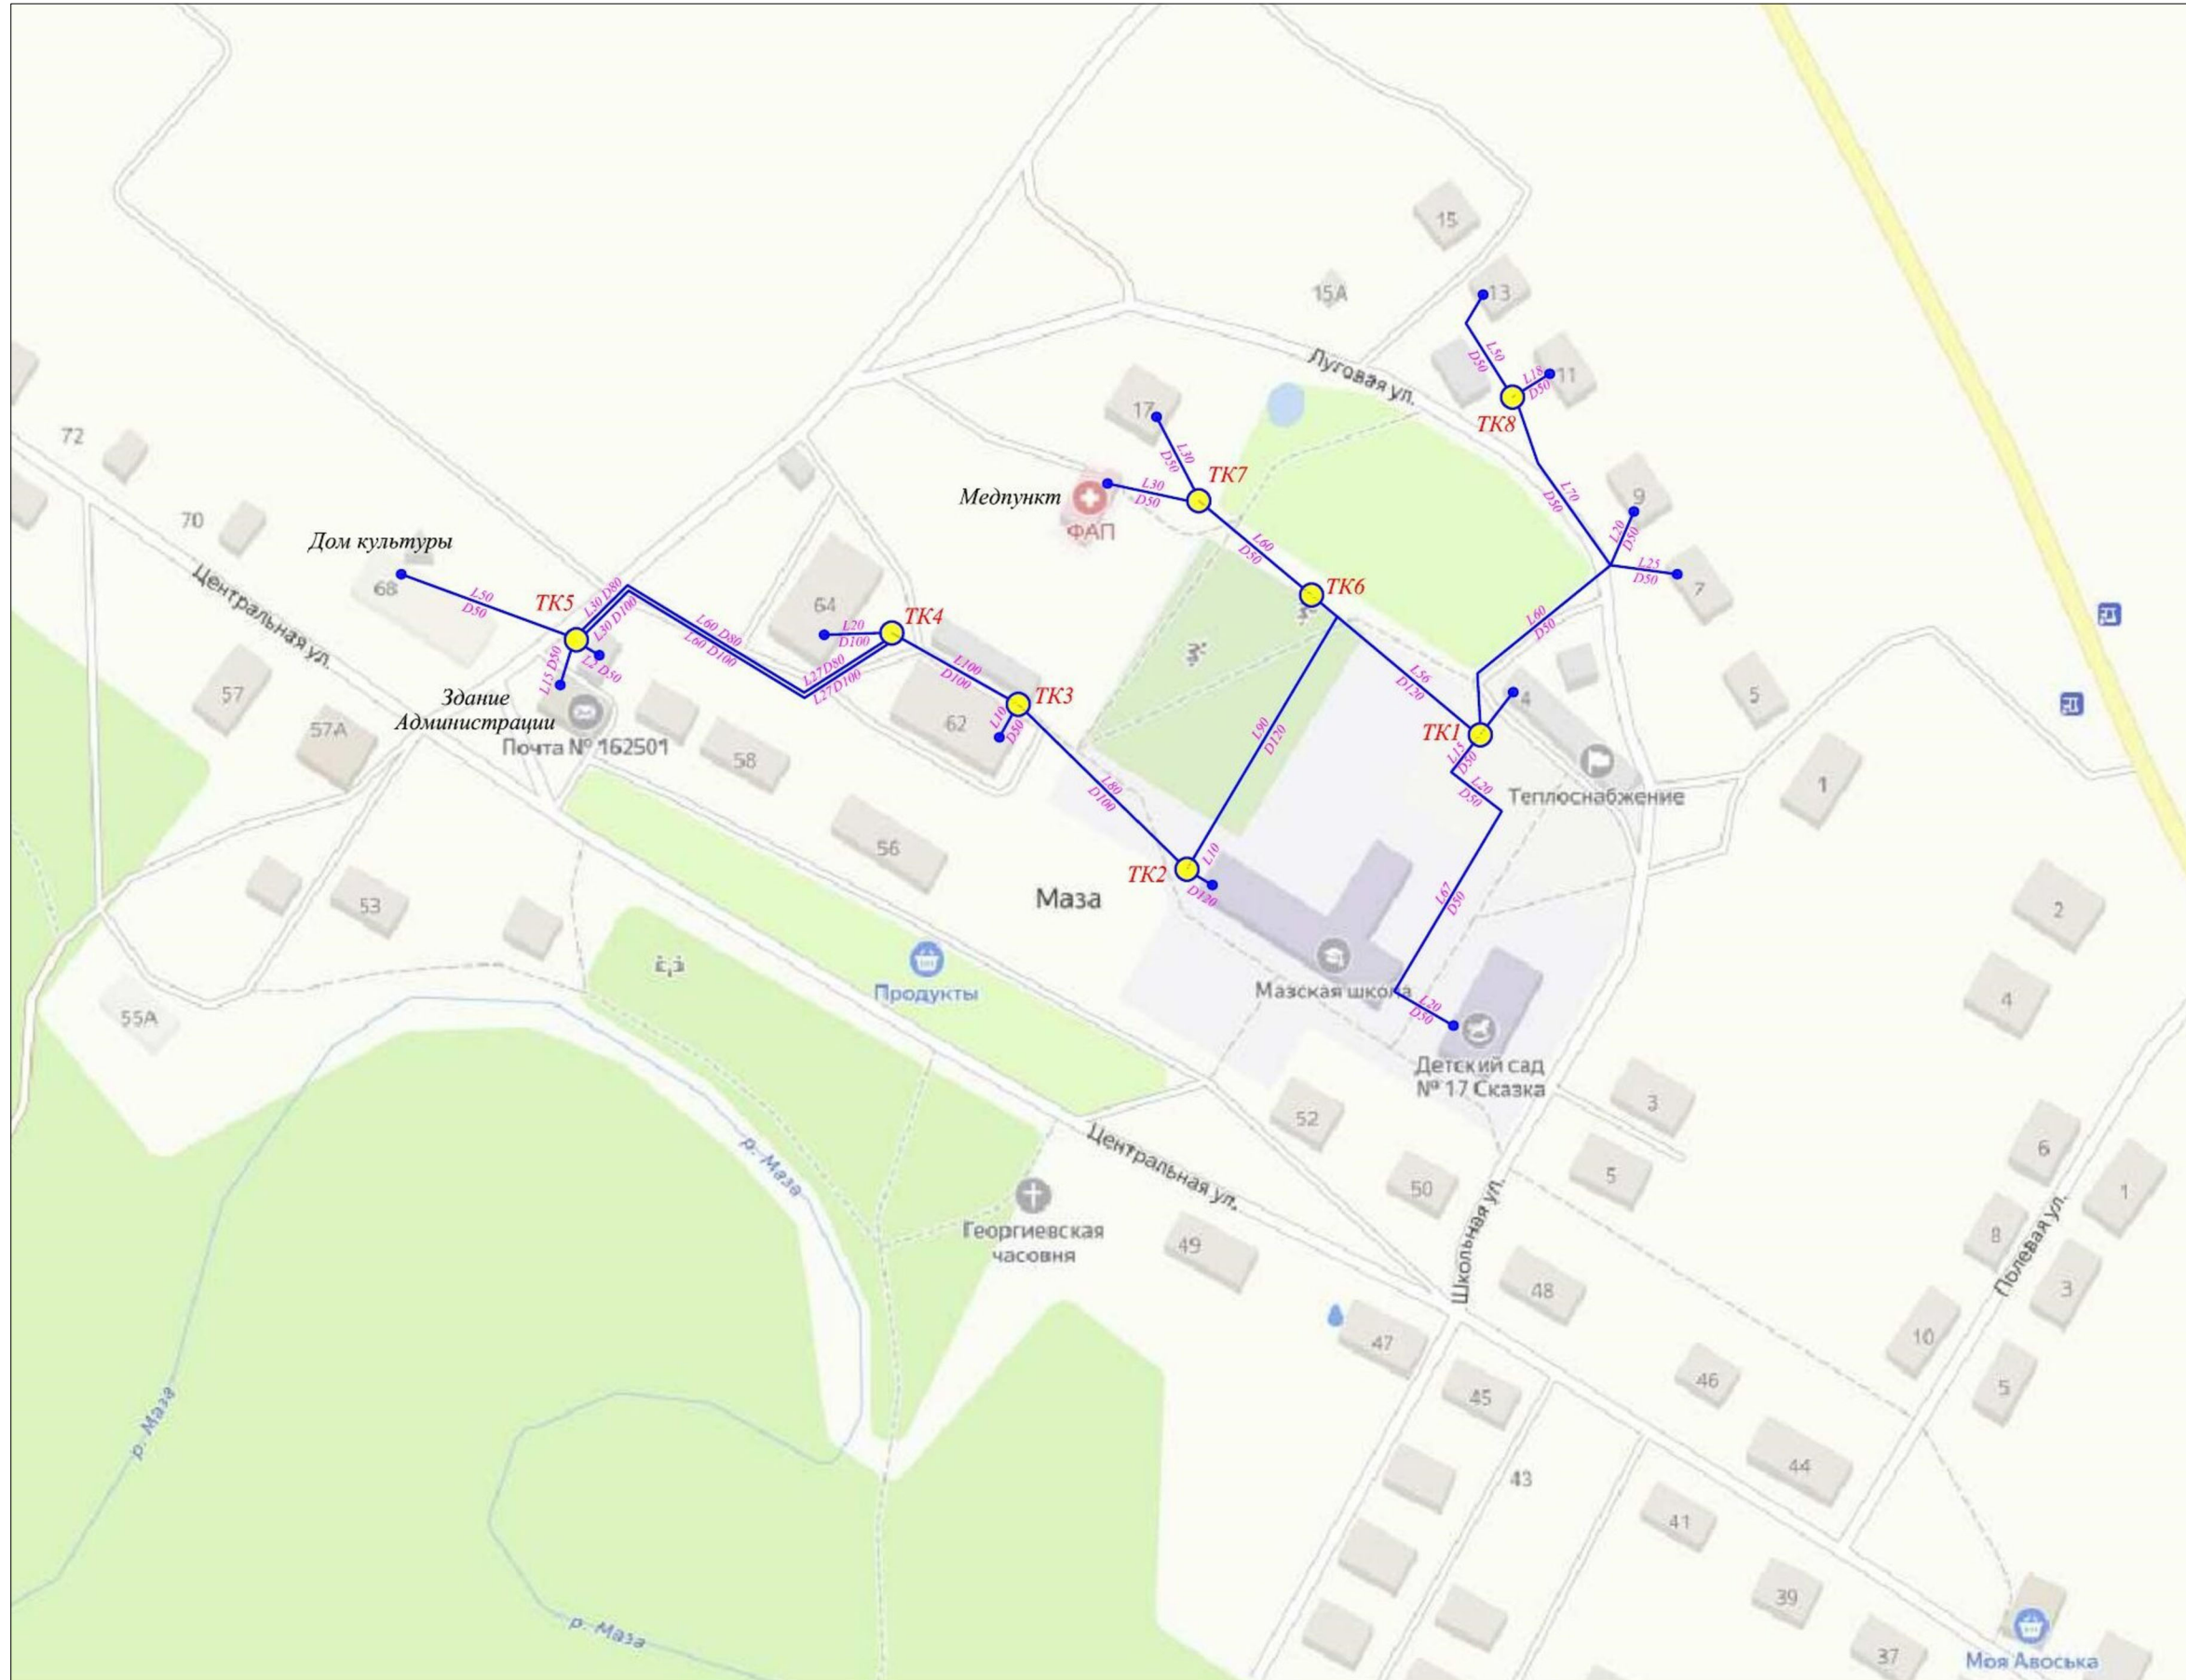 15
13
15А
Луговая ул.
L50
D50
L18
D50
11
ТК8
17
L30
D50
ТК7
72
Медпункт
L30
D50
ФАП
L70
D50
9
70
Дом культуры
L60
D50
L20
D50
L25
D50
7
68
Центральная ул.
L50
D50
ТК5
L30 D80
L30 D100
ТК6
64
ТК4
L20
D100
L60
D50
L60 D80
L60 D100
L15 D50
L2 D50
L27 D80
L27 D100
L100
D100
L56
D120
57
Здание
Администрации
ТК3
4
5
57А
62
L10
D50
ТК1
Почта № 162501
58
L90
D120
L15
D50
Теплоснабжение
1
L80
D100
L20
D50
56
L10
ТК2
D120
L67
D50
53
Маза
2
Продукты
Мазская школа
4
55А
L20
D50
Детский сад
№ 17 Сказка
3
52
Центральная ул.
р. Маза
6
5
50
1
Георгиевская
часовня
49
Школьная ул.
8
Полевая ул.
48
3
47
10
46
5
45
р. Маза
44
43
41
39
р. Маза
37
Моя Авоська